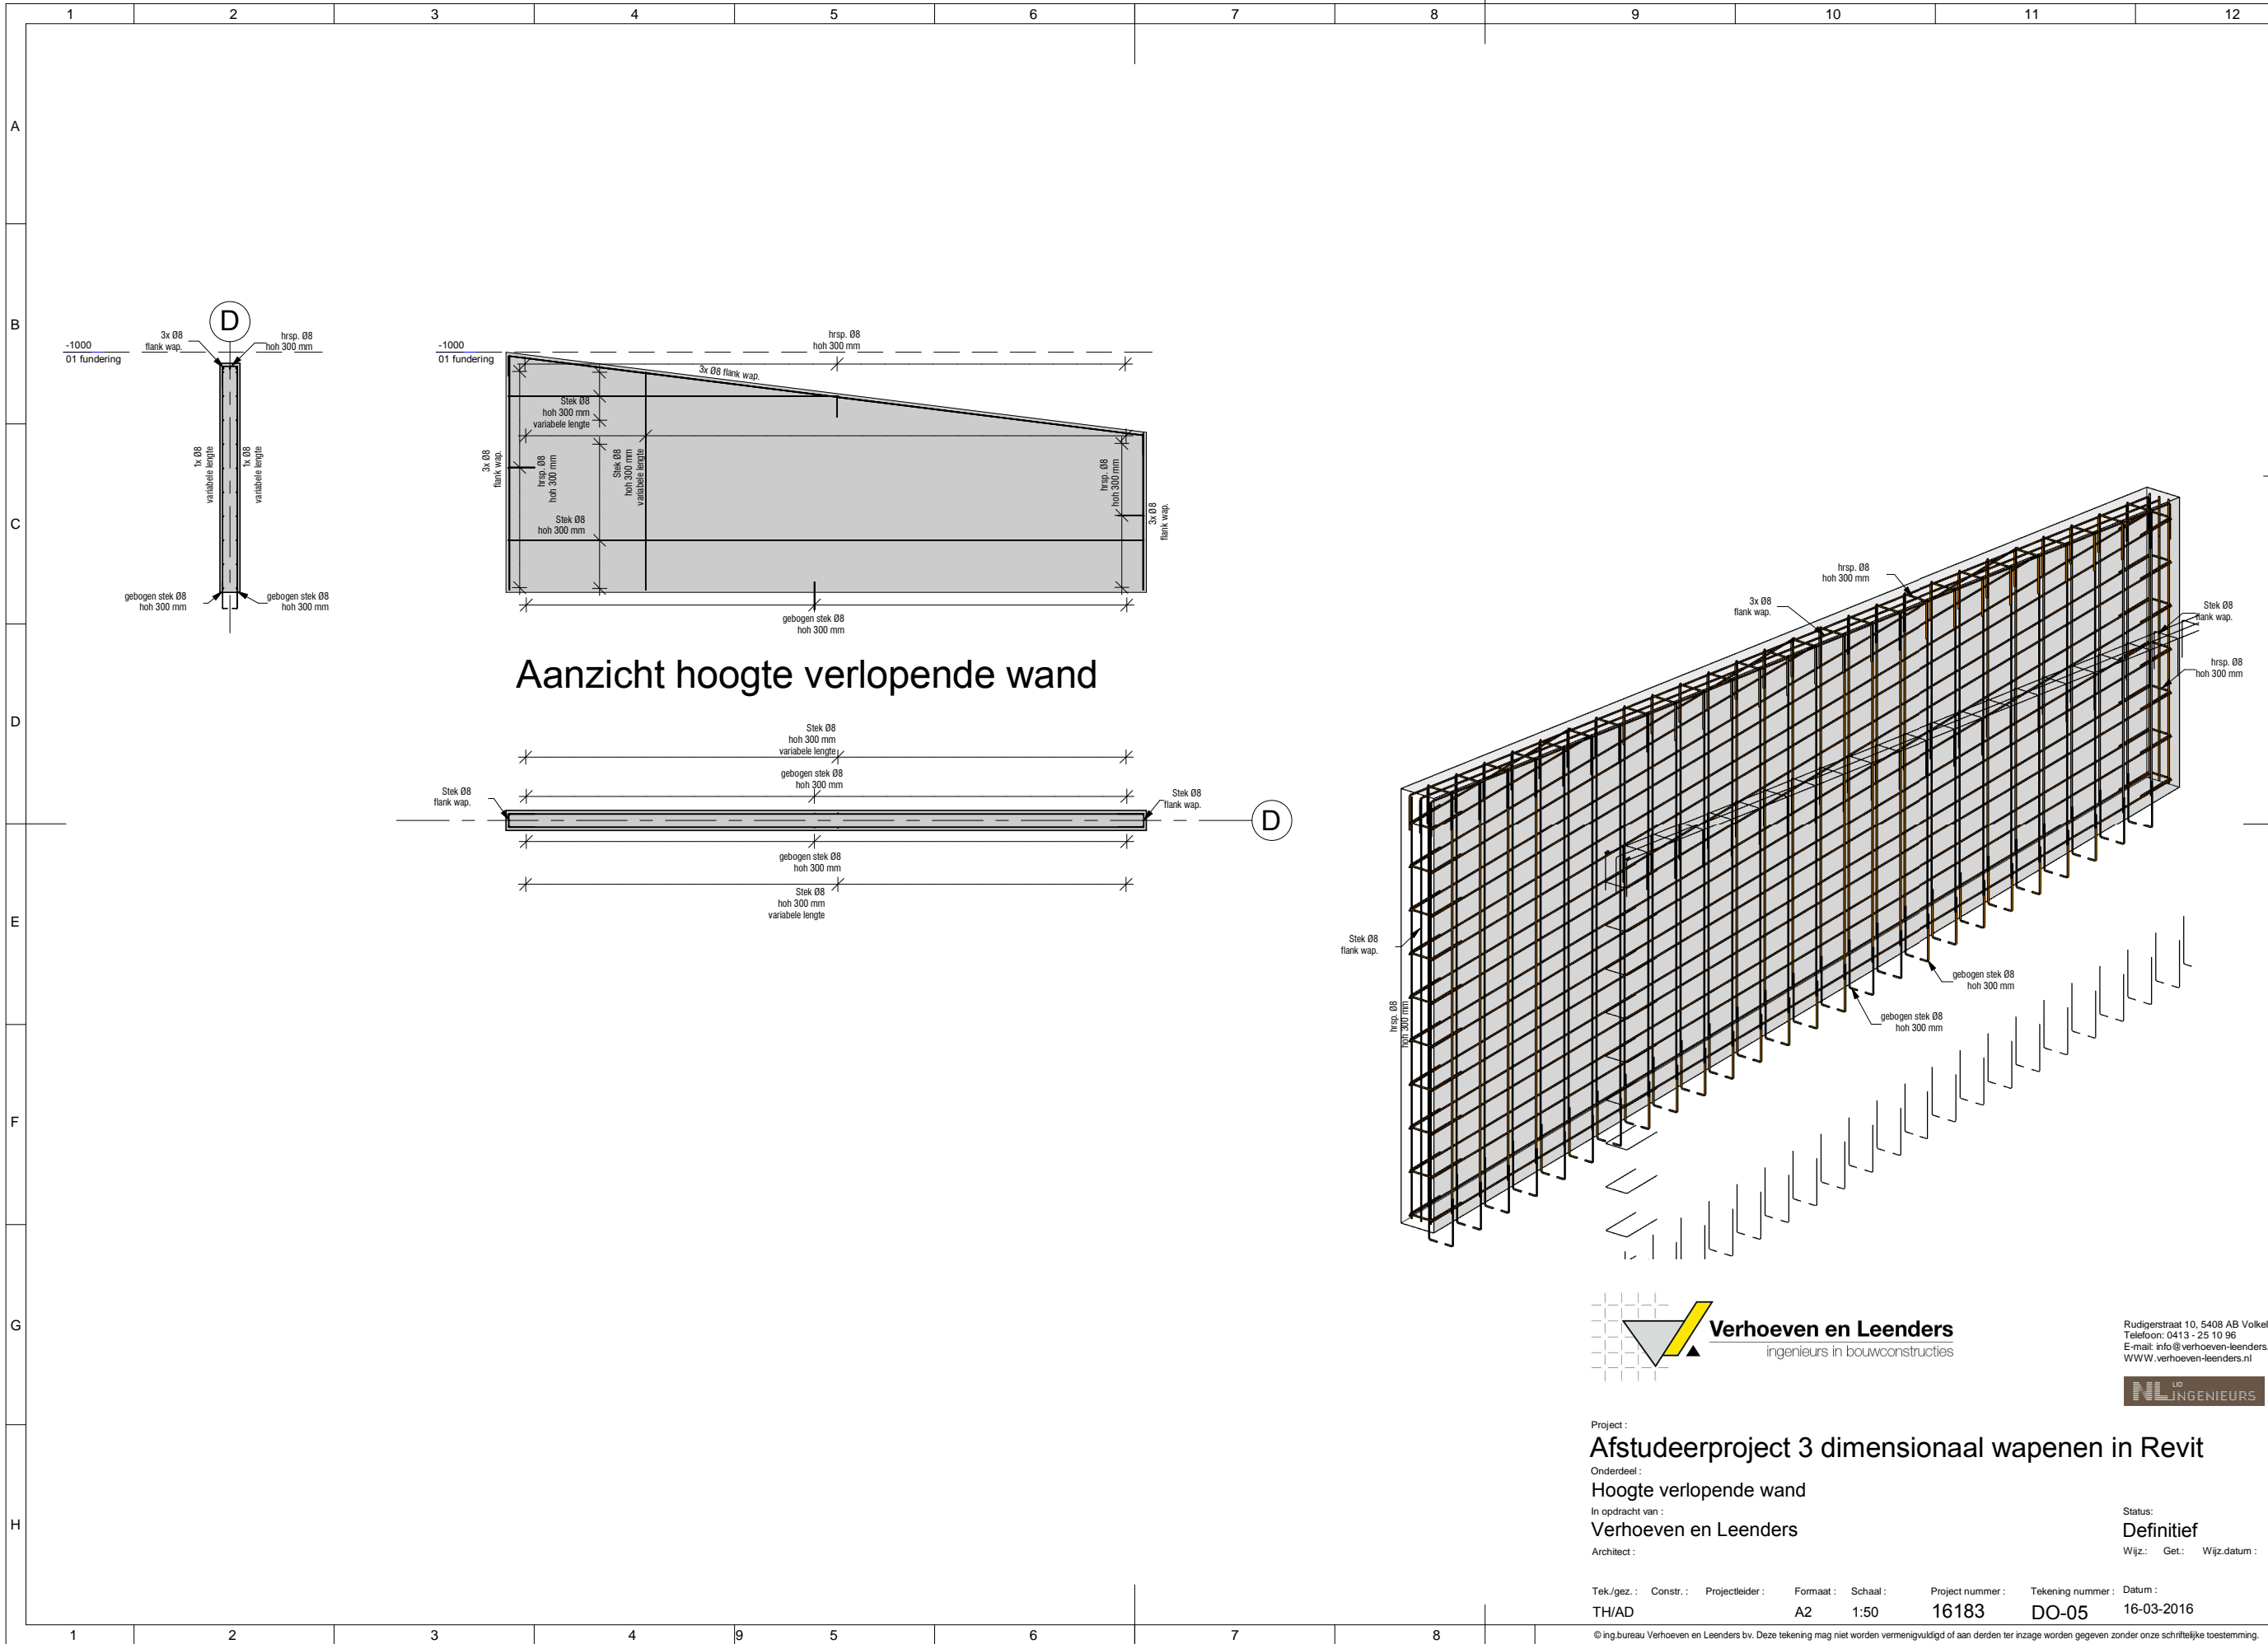 1 2 3 4 5 6 7 8 9 10 11 12
A
B
C
D
E
F
G
H
D
3x Ø8
flank wap.
hrsp. Ø8
hoh 300 mm
-1000
01 fundering
1x Ø8
variabele lengte
1x Ø8
variabele lengte
gebogen stek Ø8
hoh 300 mm
gebogen stek Ø8
hoh 300 mm
-1000
01 fundering
hrsp. Ø8
hoh 300 mm
3x Ø8 flank wap.
Stek Ø8
hoh 300 mm
variabele lengte
3x Ø8
flank wap.
hrsp. Ø8
hoh 300 mm
Stek Ø8
hoh 300 mm
variabele lengte
hrsp. Ø8
hoh 300 mm
3x Ø8
flank wap.
Stek Ø8
hoh 300 mm
gebogen stek Ø8
hoh 300 mm
Aanzicht hoogte verlopende wand
Stek Ø8
hoh 300 mm
variabele lengte
gebogen stek Ø8
hoh 300 mm
Stek Ø8
flank wap.
Stek Ø8
flank wap.
D
gebogen stek Ø8
hoh 300 mm
Stek Ø8
hoh 300 mm
variabele lengte
hrsp. Ø8
hoh 300 mm
3x Ø8
flank wap.
Stek Ø8
flank wap.
hrsp. Ø8
hoh 300 mm
Stek Ø8
flank wap.
hrsp. Ø8
hoh 300 mm
gebogen stek Ø8
hoh 300 mm
gebogen stek Ø8
hoh 300 mm
Verhoeven en Leenders
ingenieurs in bouwconstructies
Rudigerstraat 10, 5408 AB Volkel
Telefoon: 0413 - 25 10 96
E-mail: info@verhoeven-leenders.
WWW.verhoeven-leenders.nl
NL LID INGENIEURS
Project :
Afstudeerproject 3 dimensionaal wapenen in Revit
Onderdeel :
Hoogte verlopende wand
In opdracht van :
Verhoeven en Leenders
Status:
Definitief
Architect :
Wijz.: Get.: Wijz.datum :
Tek./gez. : Constr. : Projectleider : Formaat : Schaal : Project nummer : Tekening nummer : Datum :
TH/AD A2 1:50 16183 DO-05 16-03-2016
© ing.bureau Verhoeven en Leenders bv. Deze tekening mag niet worden vermenigvuldigd of aan derden ter inzage worden gegeven zonder onze schriftelijke toestemming.
1 2 3 4 9 5 6 7 8